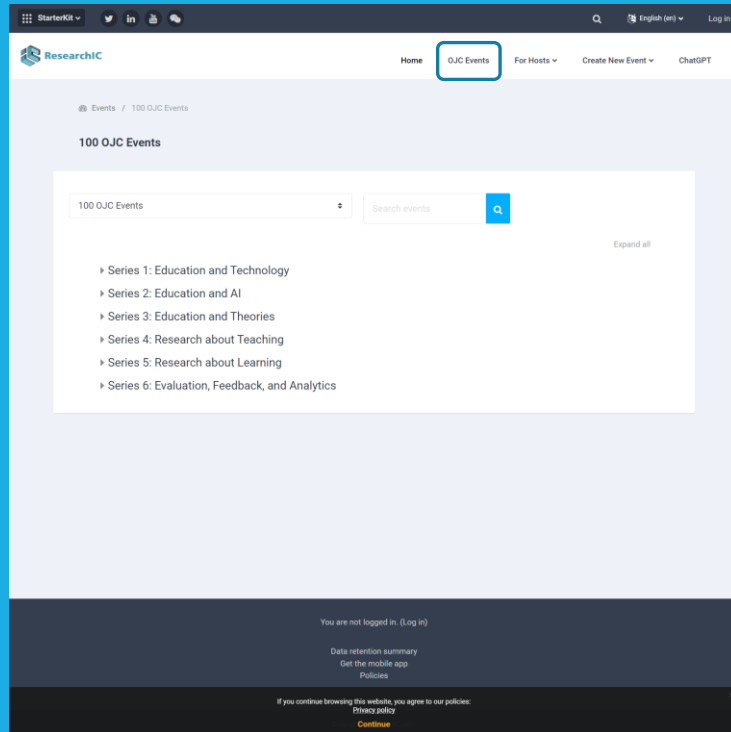 StarterKit
English (en)
Log in
ResearchIC
Home
OJC Events
For Hosts
Create New Event
ChatGPT
Events / 100 OJC Events
100 OJC Events
100 OJC Events
Search events
Expand all
Series 1: Education and Technology
Series 2: Education and AI
Series 3: Education and Theories
Series 4: Research about Teaching
Series 5: Research about Learning
Series 6: Evaluation, Feedback, and Analytics
You are not logged in. (Log in)
Data retention summary
Get the mobile app
Policies
If you continue browsing this website, you agree to our policies:
Privacy policy
Continue